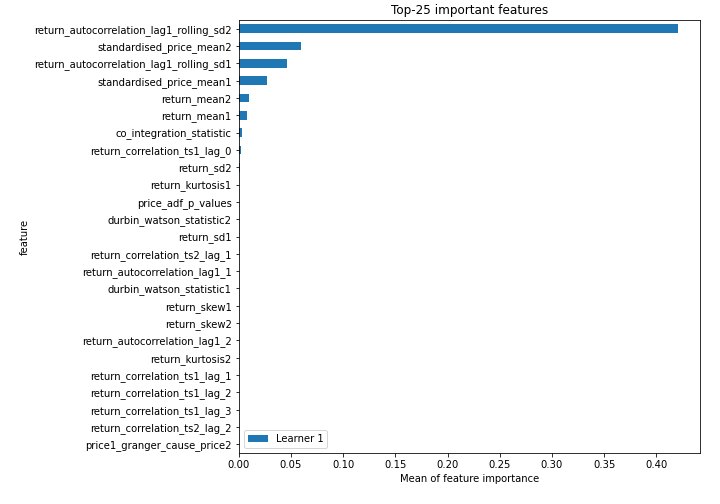 Top-25 important features
return_autocorrelation_lag1_rolling_sd2
standardised_price_mean2
return_autocorrelation_lag1_rolling_sd1
standardised_price_mean1
return_mean2
return_mean1
co_integration_statistic
return_correlation_ts1_lag_0
return_sd2
return_kurtosis1
price_adf_p_values
durbin_watson_statistic2
return_sd1
return_correlation_ts2_lag_1
return_autocorrelation_lag1_1
durbin_watson_statistic1
return_skew1
return_skew2
return_autocorrelation_lag1_2
return_kurtosis2
return_correlation_ts1_lag_1
return_correlation_ts1_lag_2
return_correlation_ts1_lag_3
return_correlation_ts2_lag_2
price1_granger_cause_price2
feature
Learner 1
0.00 0.05 0.10 0.15 0.20 0.25 0.30 0.35 0.40
Mean of feature importance